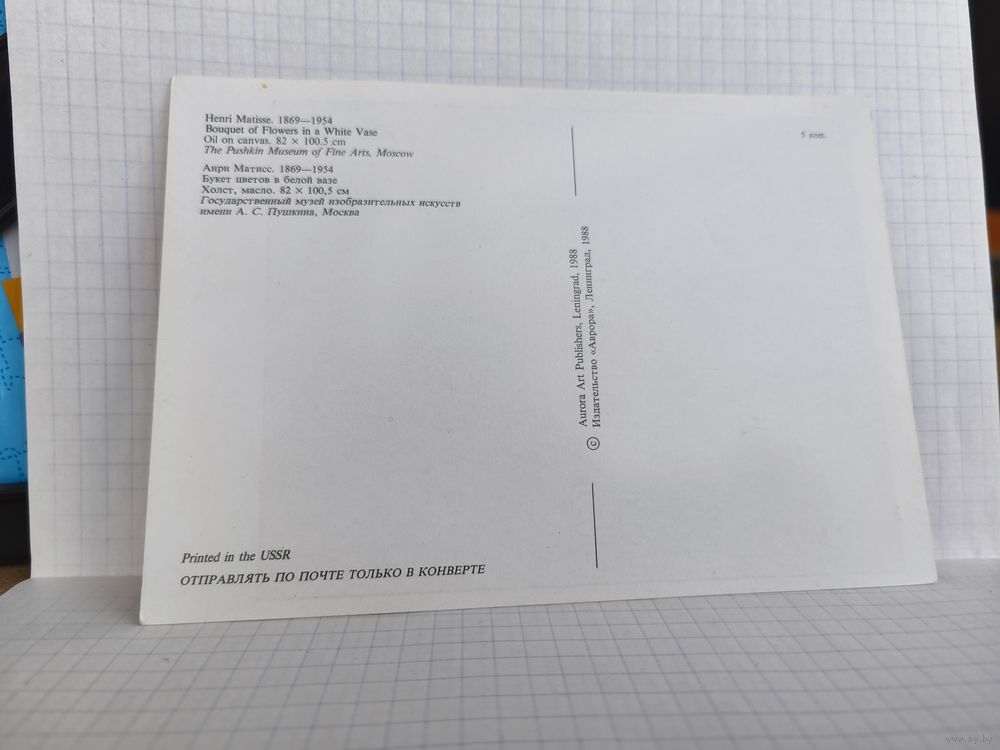 Henri Matisse. 1869—1954
Bouquet of Flowers in a White Vase
Oil on canvas. 82 × 100.5 cm
The Pushkin Museum of Fine Arts, Moscow
Анри Матисс. 1869—1954
Букет цветов в белой вазе
Холст, масло. 82 × 100,5 см
Государственный музей изобразительных искусств
имени А. С. Пушкина, Москва
5 коп.
© Aurora Art Publishers, Leningrad, 1988
Издательство «Аврора», Ленинград, 1988
Printed in the USSR
ОТПРАВЛЯТЬ ПО ПОЧТЕ ТОЛЬКО В КОНВЕРТЕ
www.ay.by